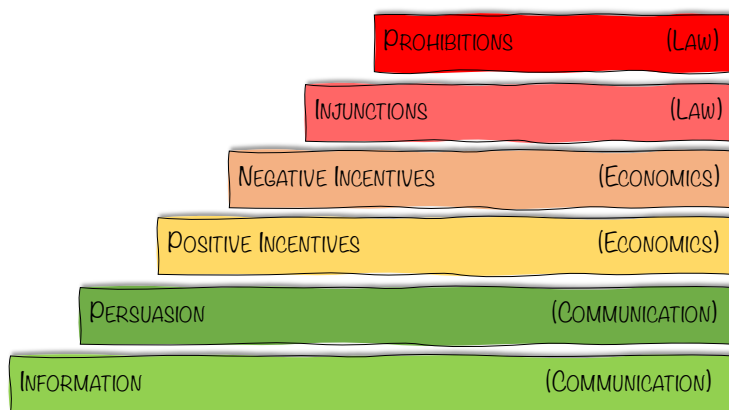 Prohibitions (Law)
Injunctions (Law)
Negative Incentives (Economics)
Positive Incentives (Economics)
Persuasion (Communication)
Information (Communication)